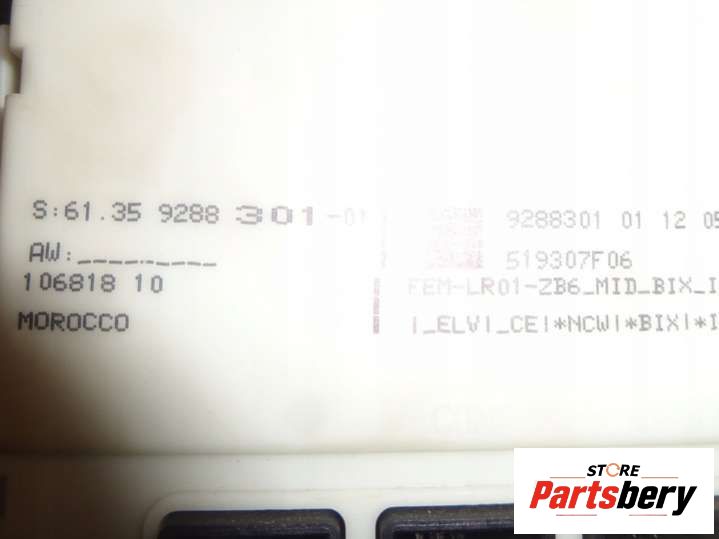 S:61.35 9288 301-01
AW:_._._
106818 10
MOROCCO
9288301 01 12 05
519307F06
FEM-LR01-ZB6_MID_BIX_I
|_ELV|_CE|*NCW|*BIX|*I
STORE
Partsbery